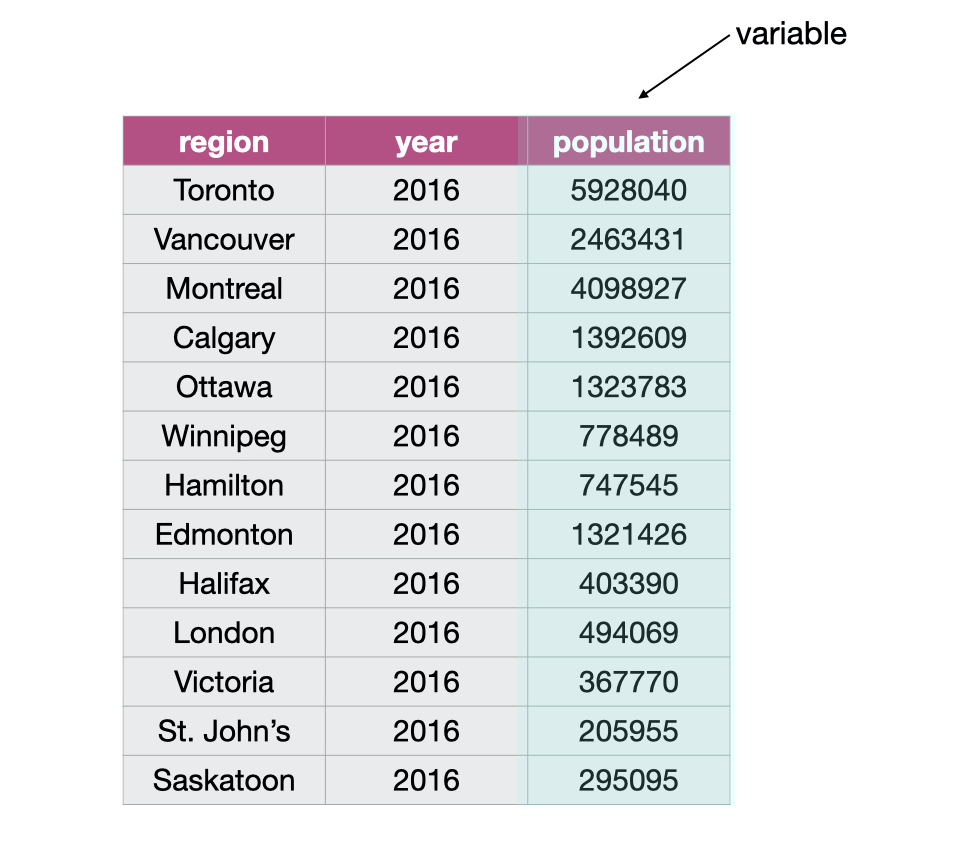 variable
region year population
Toronto 2016 5928040
Vancouver 2016 2463431
Montreal 2016 4098927
Calgary 2016 1392609
Ottawa 2016 1323783
Winnipeg 2016 778489
Hamilton 2016 747545
Edmonton 2016 1321426
Halifax 2016 403390
London 2016 494069
Victoria 2016 367770
St. John’s 2016 205955
Saskatoon 2016 295095